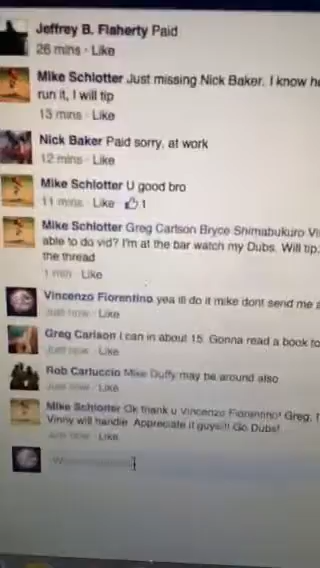 Jeffrey B. Flaherty Paid
26 mins · Like
Mike Schlotter Just missing Nick Baker. I know he
run it, I will tip
13 mins · Like
Nick Baker Paid sorry, at work
12 mins · Like
Mike Schlotter U good bro
11 mins · Like 1
Mike Schlotter Greg Carlson Bryce Shimabukuro Vi
able to do vid? I'm at the bar watch my Dubs. Will tip.
the thread
1 min · Like
Vincenzo Fiorentino yea ill do it mike dont send me a
Just now · Like
Greg Carlson I can in about 15. Gonna read a book to
Just now · Like
Rob Carluccio Mike Duffy may be around also
Just now · Like
Mike Schlotter Ok thank u Vincenzo Fiorentino! Greg,
Vinny will handle. Appreciate it guys!!! Go Dubs!
Just now · Like